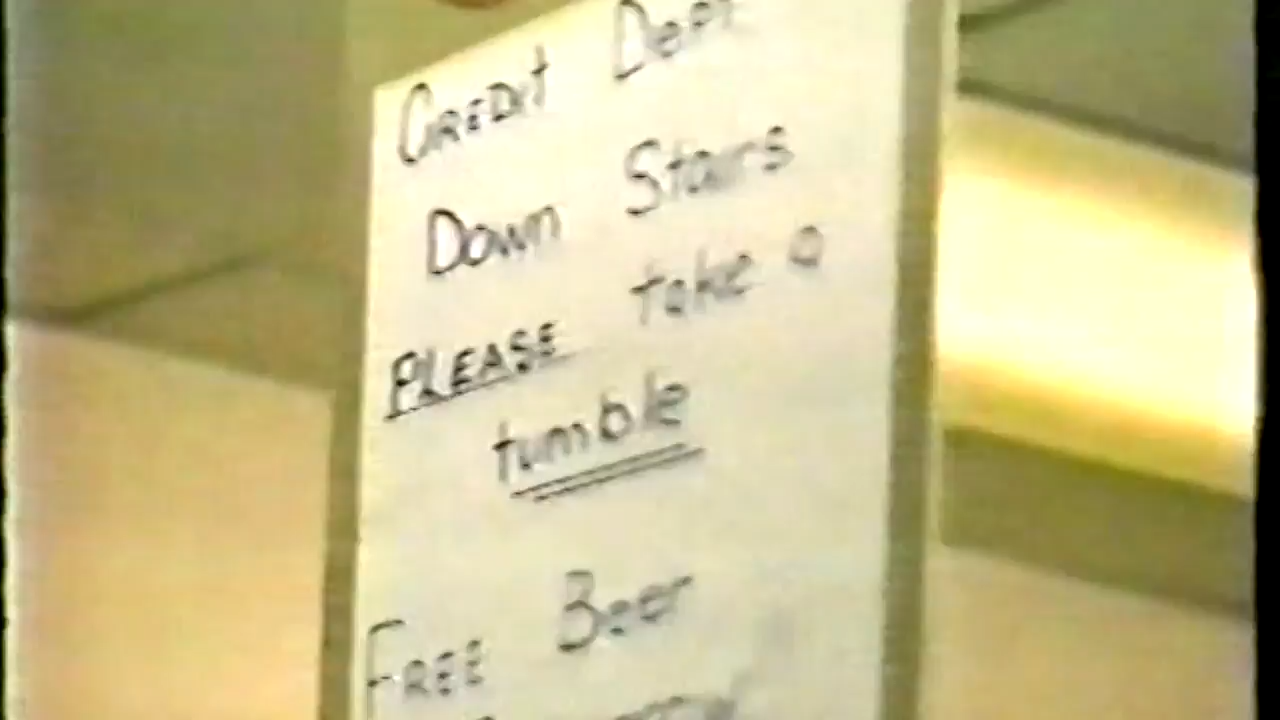 CREDIT Dept
Down Stairs
PLEASE take a
tumble
FREE Beer